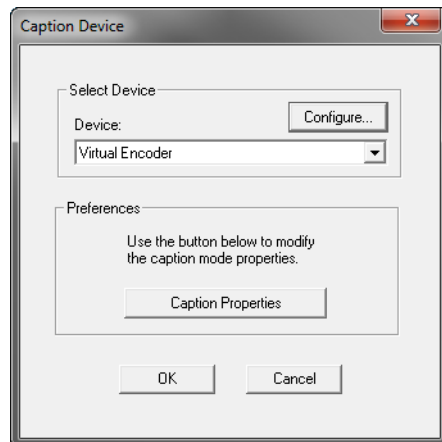 Caption Device
Select Device
Configure...
Device:
Virtual Encoder
Preferences
Use the button below to modify
the caption mode properties.
Caption Properties
OK
Cancel